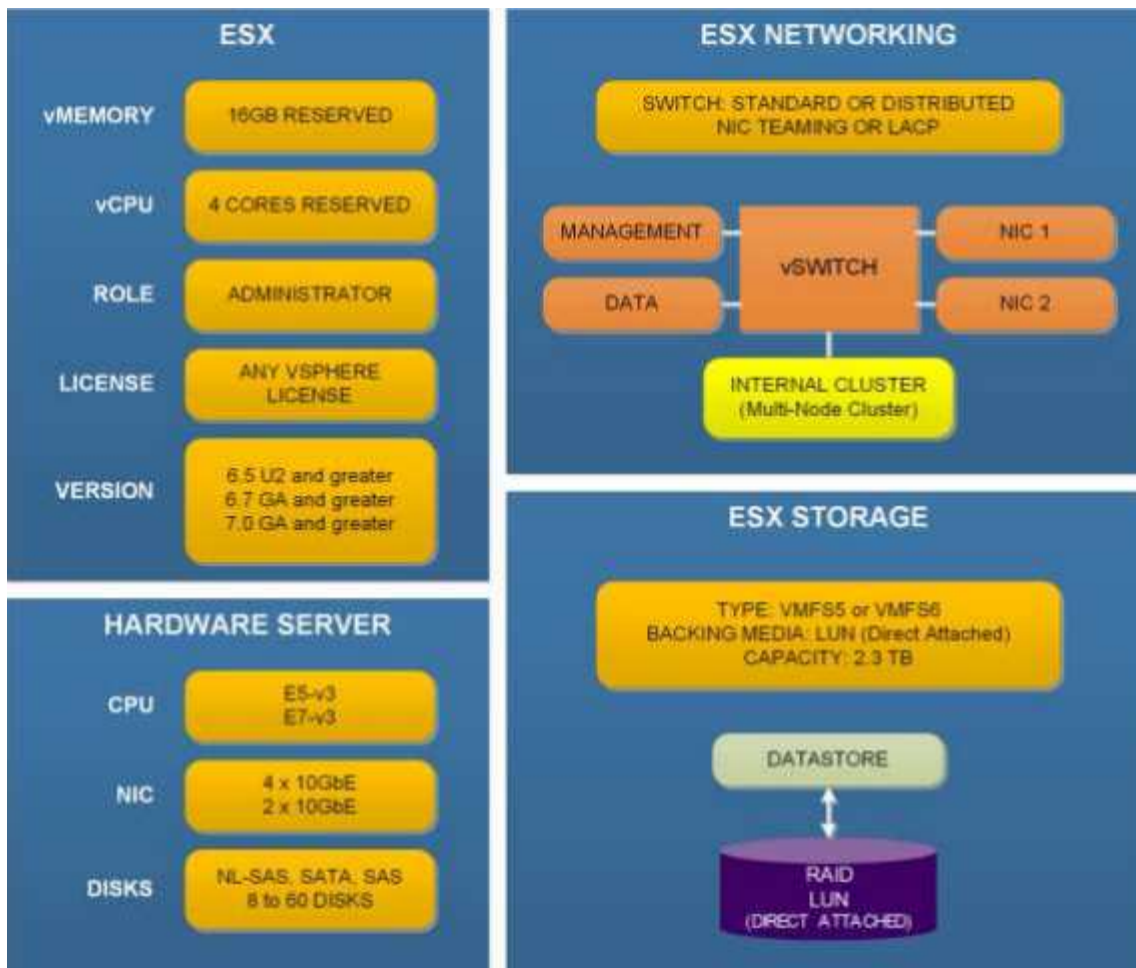 ESX
vMEMORY
16GB RESERVED
vCPU
4 CORES RESERVED
ROLE
ADMINISTRATOR
LICENSE
ANY VSPHERE
LICENSE
VERSION
6.5 U2 and greater
6.7 GA and greater
7.0 GA and greater
HARDWARE SERVER
CPU
E5-v3
E7-v3
NIC
4 x 10GbE
2 x 10GbE
DISKS
NL-SAS, SATA, SAS
8 to 60 DISKS
ESX NETWORKING
SWITCH: STANDARD OR DISTRIBUTED
NIC TEAMING OR LACP
MANAGEMENT
DATA
vSWITCH
NIC 1
NIC 2
INTERNAL CLUSTER
(Multi-Node Cluster)
ESX STORAGE
TYPE: VMFS5 or VMFS6
BACKING MEDIA: LUN (Direct Attached)
CAPACITY: 2.3 TB
DATASTORE
RAID
LUN
(DIRECT ATTACHED)